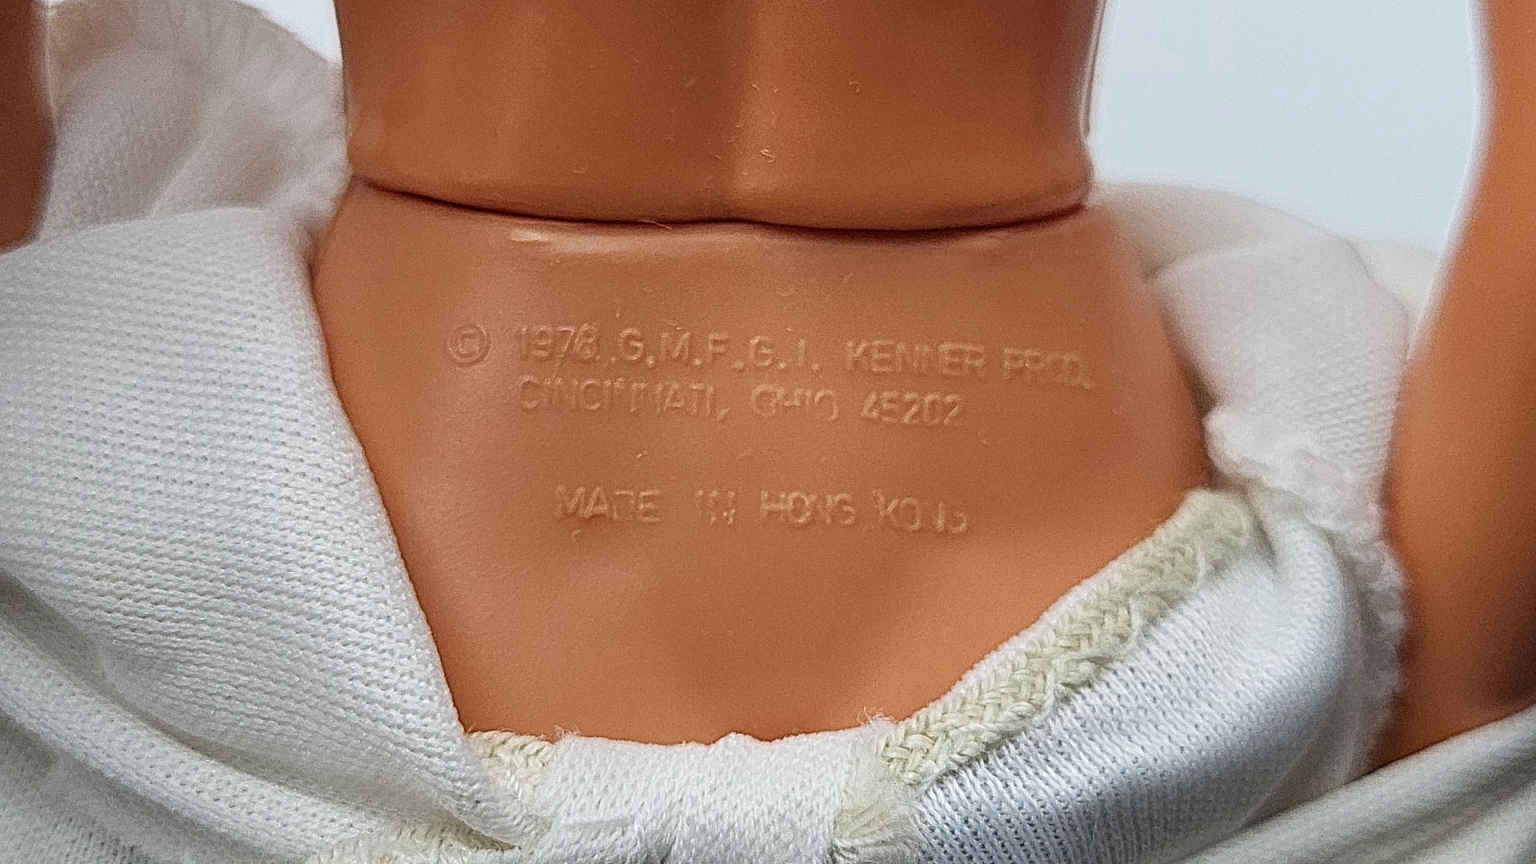 © 1978 G.M.F.G.I. KENNER PROD.
CINCINNATI, OHIO 45202
MADE IN HONG KONG